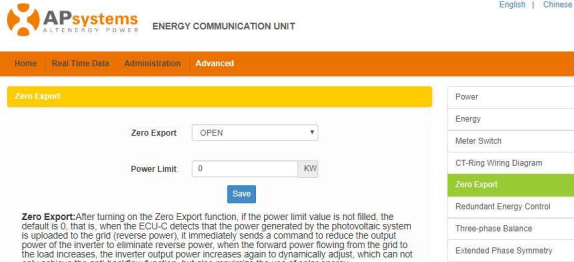 English | Chinese
APsystems
ALTENERGY POWER
ENERGY COMMUNICATION UNIT
Home Real Time Data Administration Advanced
Zero Export
Zero Export OPEN
Power Limit 0 KW
Save
Zero Export:After turning on the Zero Export function, if the power limit value is not filled, the
default is 0, that is, when the ECU-C detects that the power generated by the photovoltaic system
is uploaded to the grid (reverse power), it immediately sends a command to reduce the output
power of the inverter to eliminate reverse power, when the forward power flowing from the grid to
the load increases, the inverter output power increases again to dynamically adjust, which can not
Power
Energy
Meter Switch
CT-Ring Wiring Diagram
Zero Export
Redundant Energy Control
Three-phase Balance
Extended Phase Symmetry